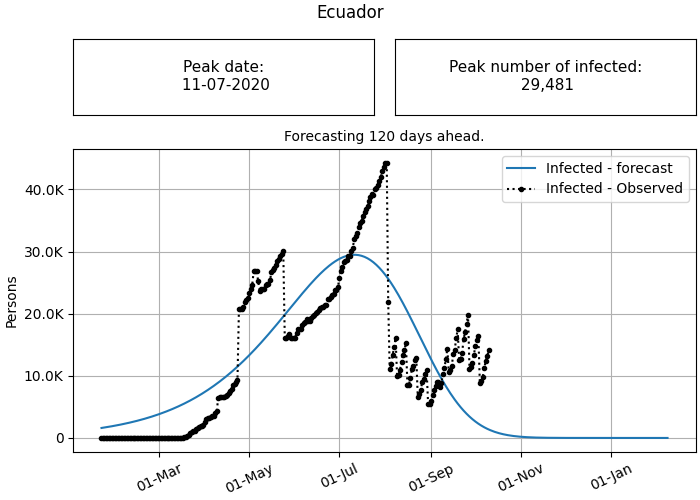 Ecuador
Peak date:
11-07-2020
Peak number of infected:
29,481
Forecasting 120 days ahead.
Infected - forecast
Infected - Observed
Persons
40.0K
30.0K
20.0K
10.0K
0
01-Mar
01-May
01-Jul
01-Sep
01-Nov
01-Jan